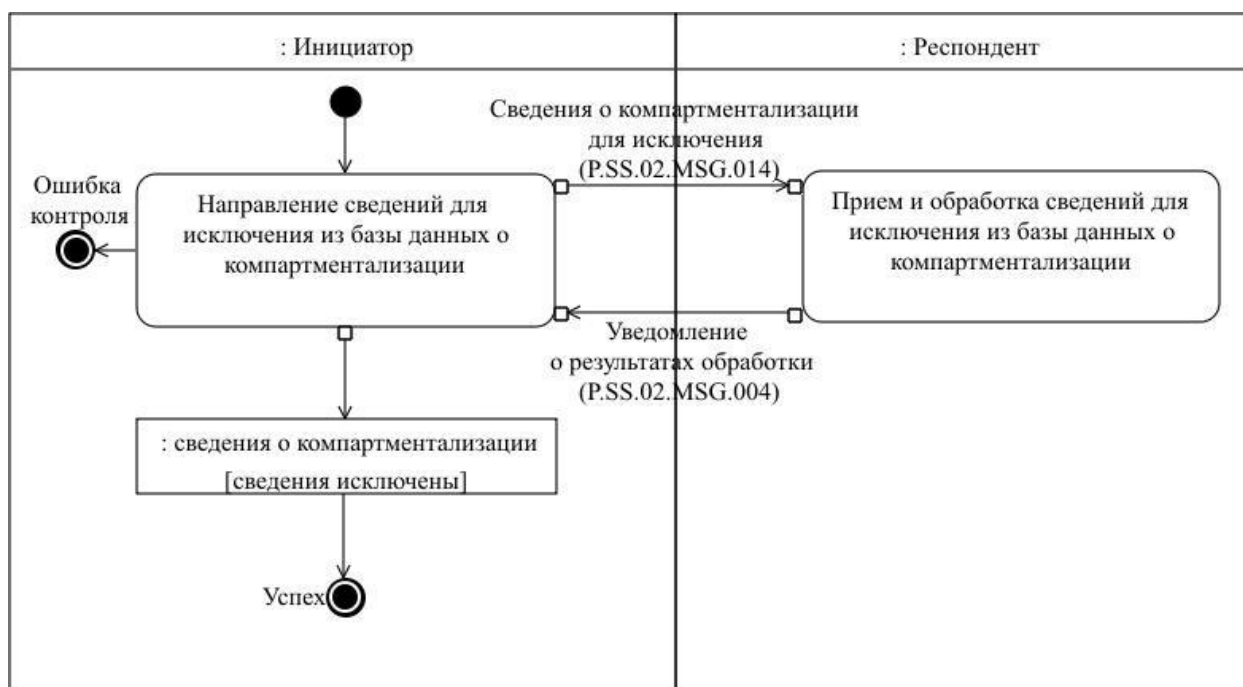 : Инициатор
: Респондент
Сведения о компартментализации
для исключения
(P.SS.02.MSG.014)
Ошибка
контроля
Направление сведений для
исключения из базы данных о
компартментализации
Прием и обработка сведений для
исключения из базы данных о
компартментализации
Уведомление
о результатах обработки
(P.SS.02.MSG.004)
: сведения о компартментализации
[сведения исключены]
Успех